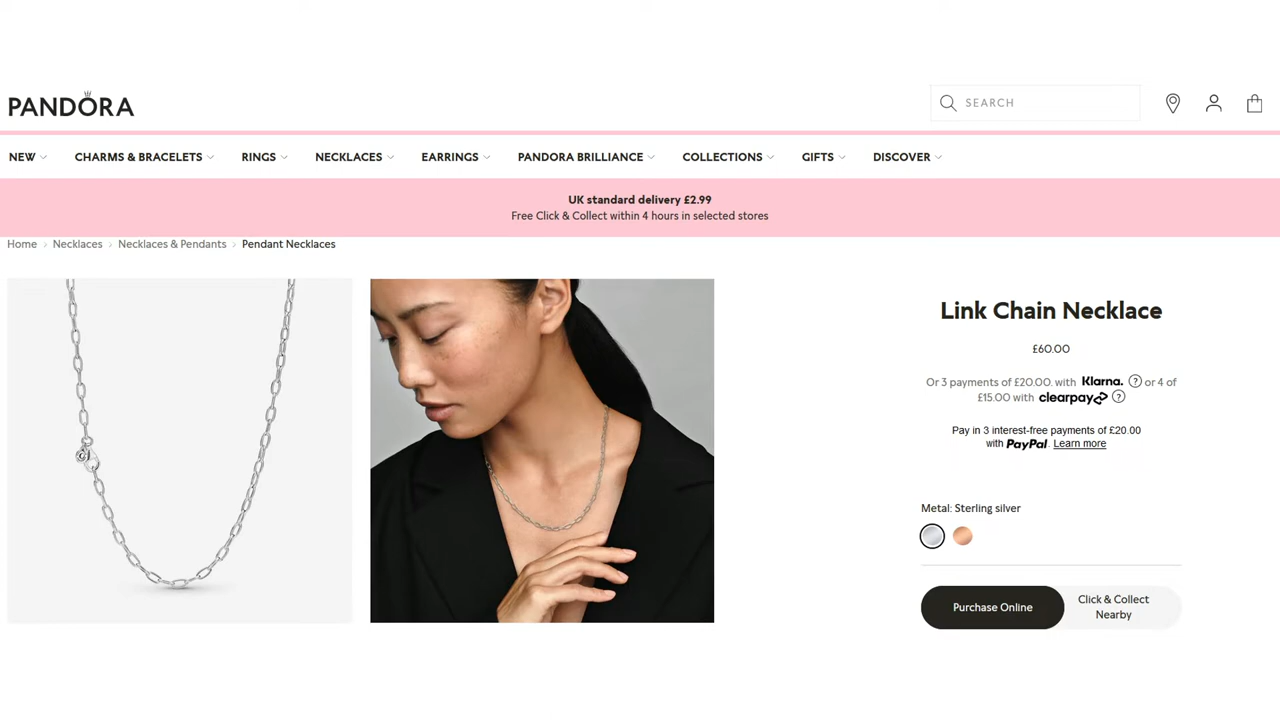 PANDORA
SEARCH
NEW
CHARMS & BRACELETS
RINGS
NECKLACES
EARRINGS
PANDORA BRILLIANCE
COLLECTIONS
GIFTS
DISCOVER
UK standard delivery £2.99
Free Click & Collect within 4 hours in selected stores
Home > Necklaces > Necklaces & Pendants > Pendant Necklaces
Link Chain Necklace
£60.00
Or 3 payments of £20.00. with Klarna. ? or 4 of
£15.00 with clearpay ?
Pay in 3 interest-free payments of £20.00
with PayPal. Learn more
Metal: Sterling silver
Purchase Online
Click & Collect
Nearby